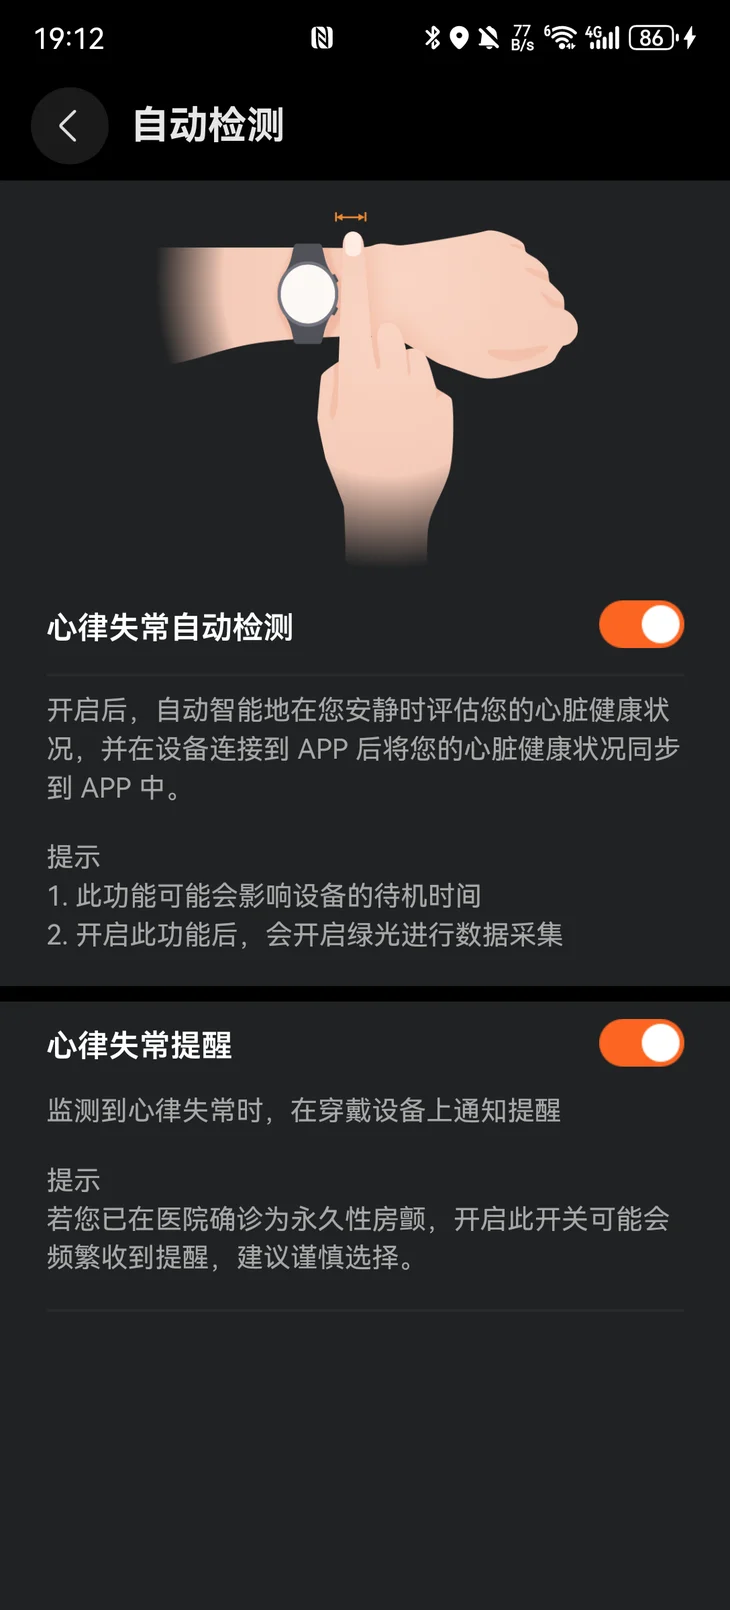 19:12
77 B/s
6
4G
86
自动检测
心律失常自动检测
开启后，自动智能地在您安静时评估您的心脏健康状
况，并在设备连接到 APP 后将您的心脏健康状况同步
到 APP 中。
提示
1. 此功能可能会影响设备的待机时间
2. 开启此功能后，会开启绿光进行数据采集
心律失常提醒
监测到心律失常时，在穿戴设备上通知提醒
提示
若您已在医院确诊为永久性房颤，开启此开关可能会
频繁收到提醒，建议谨慎选择。